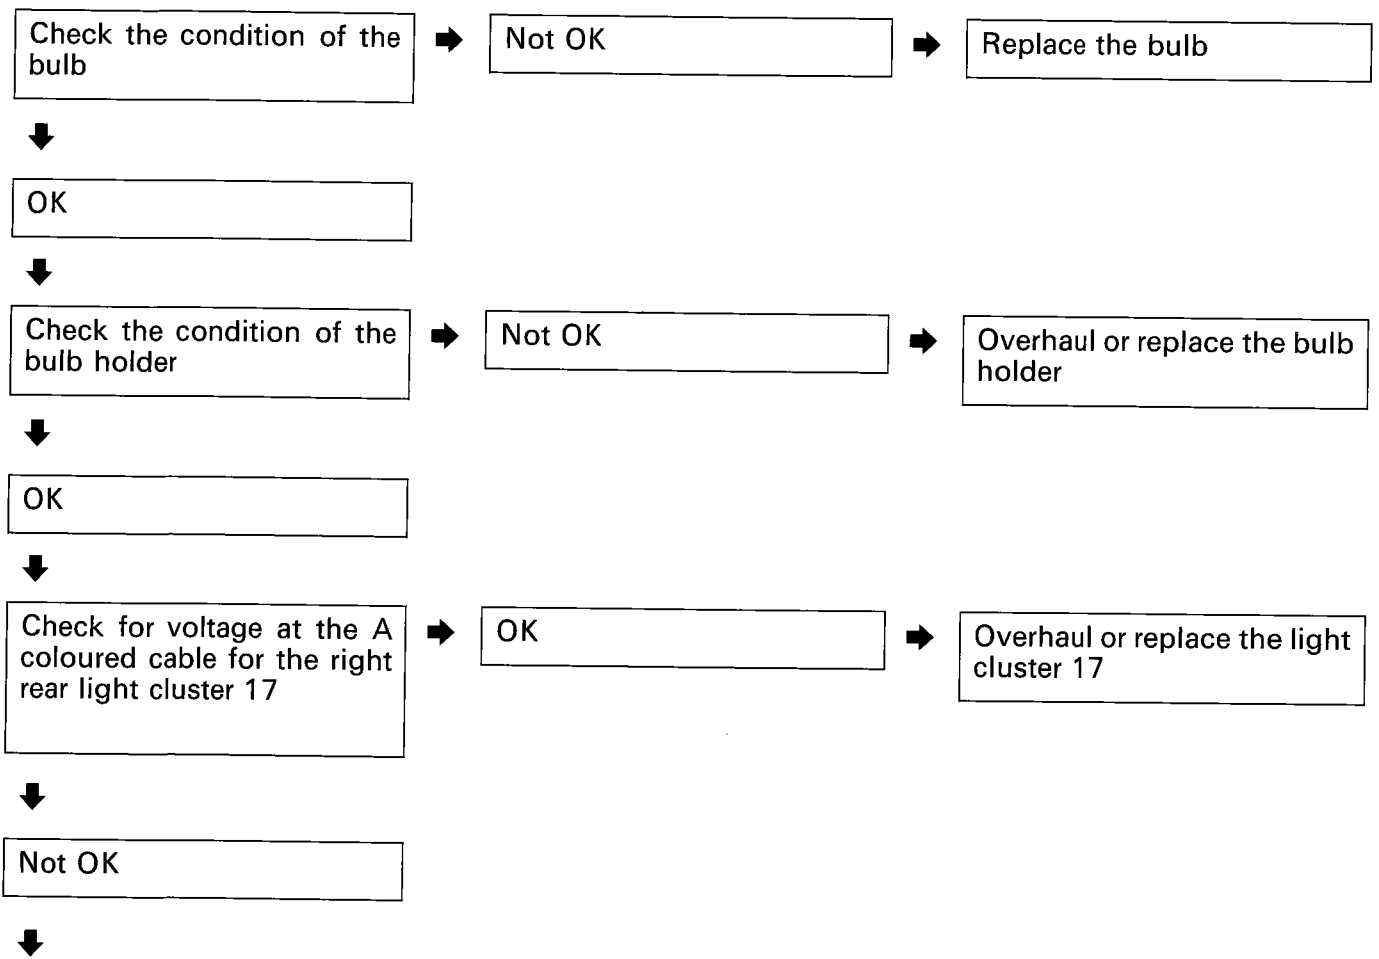 Check the condition of the
bulb
Not OK
Replace the bulb
OK
Check the condition of the
bulb holder
Not OK
Overhaul or replace the bulb
holder
OK
Check for voltage at the A
coloured cable for the right
rear light cluster 17
OK
Overhaul or replace the light
cluster 17
Not OK